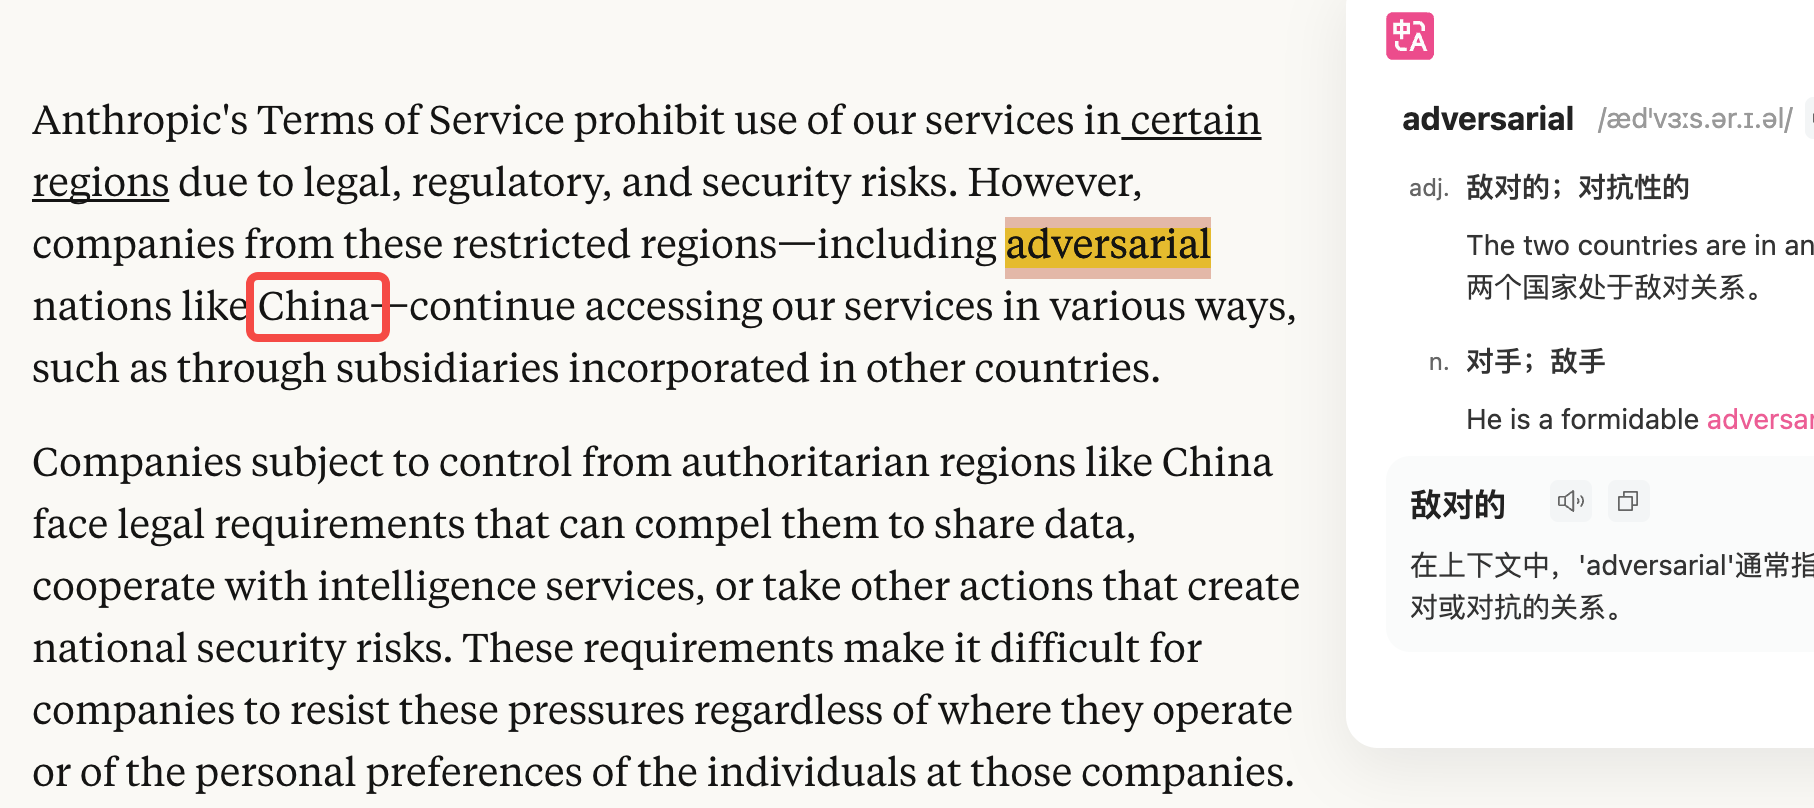 Anthropic's Terms of Service prohibit use of our services in certain
regions due to legal, regulatory, and security risks. However,
companies from these restricted regions—including adversarial
nations like China—continue accessing our services in various ways,
such as through subsidiaries incorporated in other countries.
Companies subject to control from authoritarian regions like China
face legal requirements that can compel them to share data,
cooperate with intelligence services, or take other actions that create
national security risks. These requirements make it difficult for
companies to resist these pressures regardless of where they operate
or of the personal preferences of the individuals at those companies.
中A
adversarial /ædˈvɜːs.ər.ɪ.əl/
adj. 敌对的；对抗性的
The two countries are in an
两个国家处于敌对关系。
n. 对手；敌手
He is a formidable adversar
敌对的
在上下文中，'adversarial'通常指
对或对抗的关系。